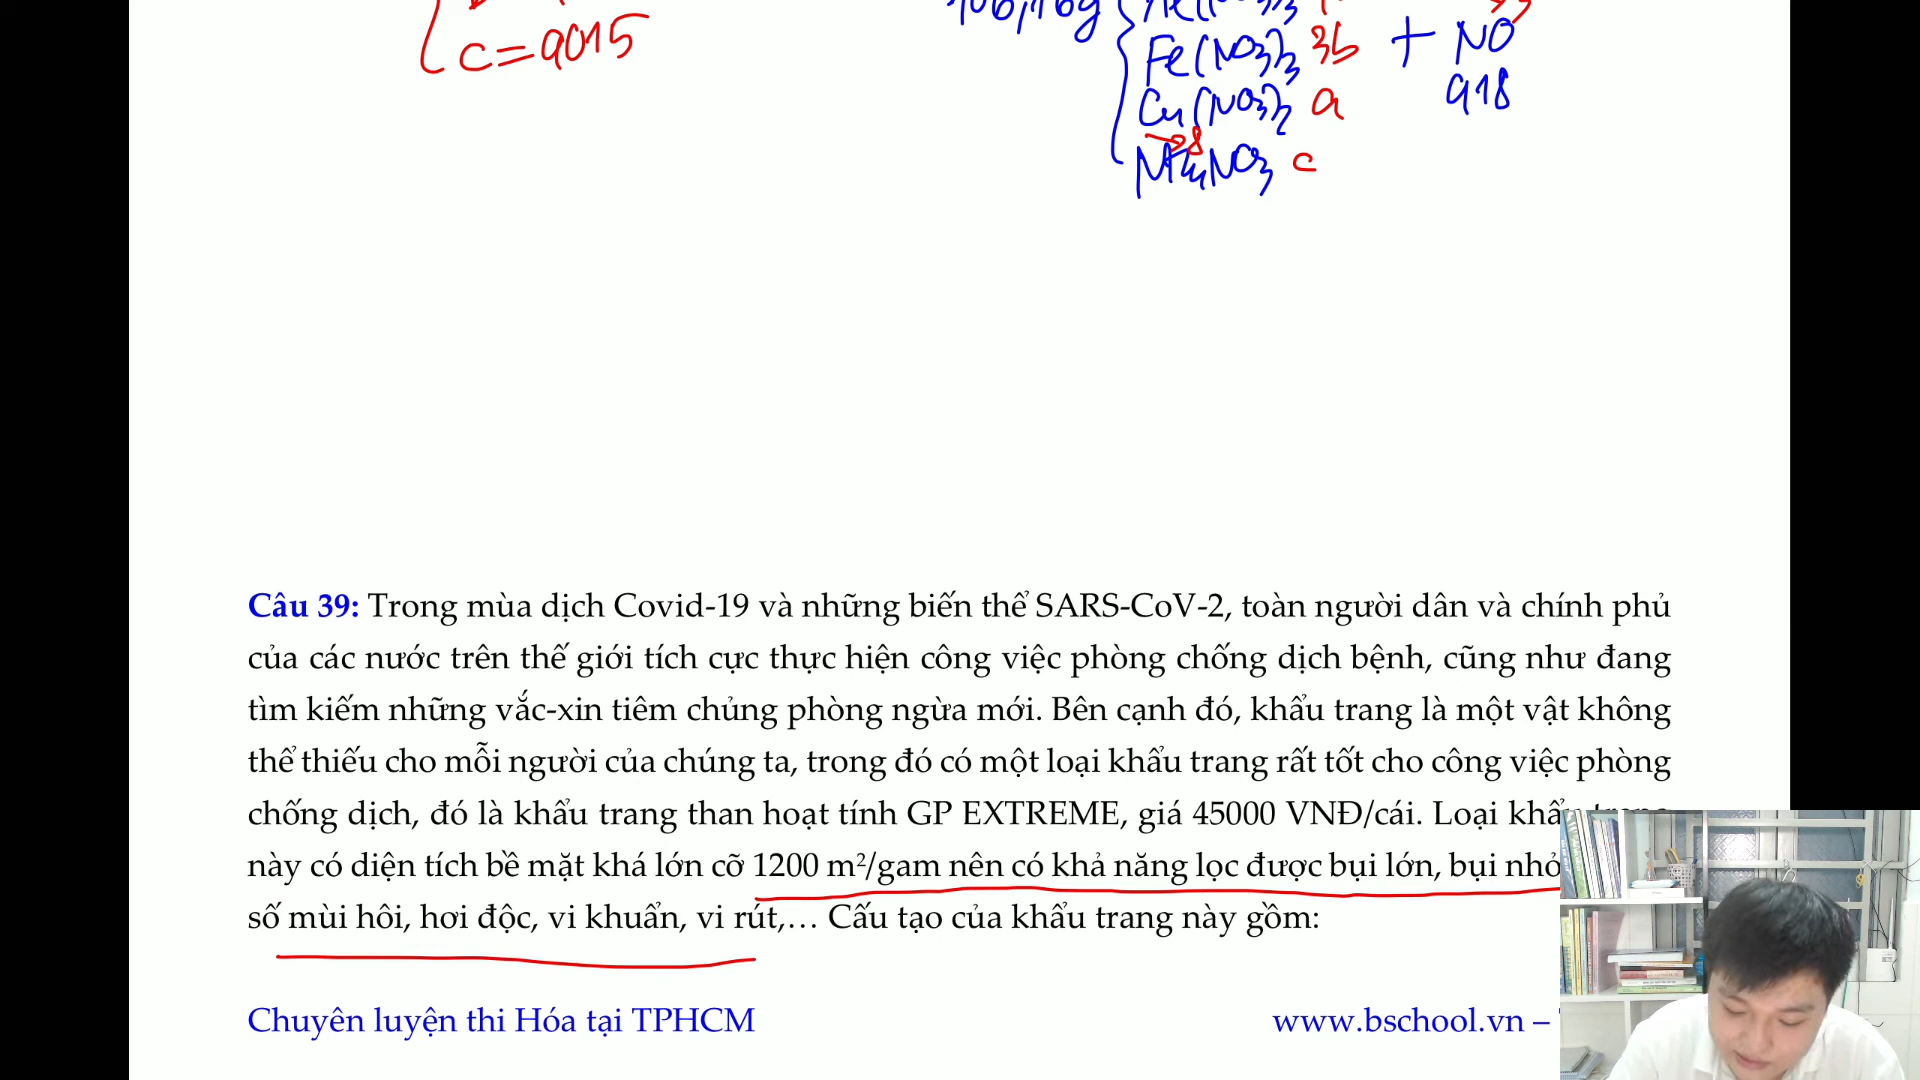 c = 0,015
Fe(NO3)3 3b + NO
Cu(NO3)2 a 0,18
→ 8
NH4NO3 c
Câu 39: Trong mùa dịch Covid-19 và những biến thể SARS-CoV-2, toàn người dân và chính phủ
của các nước trên thế giới tích cực thực hiện công việc phòng chống dịch bệnh, cũng như đang
tìm kiếm những vắc-xin tiêm chủng phòng ngừa mới. Bên cạnh đó, khẩu trang là một vật không
thể thiếu cho mỗi người của chúng ta, trong đó có một loại khẩu trang rất tốt cho công việc phòng
chống dịch, đó là khẩu trang than hoạt tính GP EXTREME, giá 45000 VNĐ/cái. Loại
này có diện tích bề mặt khá lớn cỡ 1200 m²/gam nên có khả năng lọc được bụi lớn, bụi nhỏ
số mùi hôi, hơi độc, vi khuẩn, vi rút,… Cấu tạo của khẩu trang này gồm:
Chuyên luyện thi Hóa tại TPHCM www.bschool.vn –